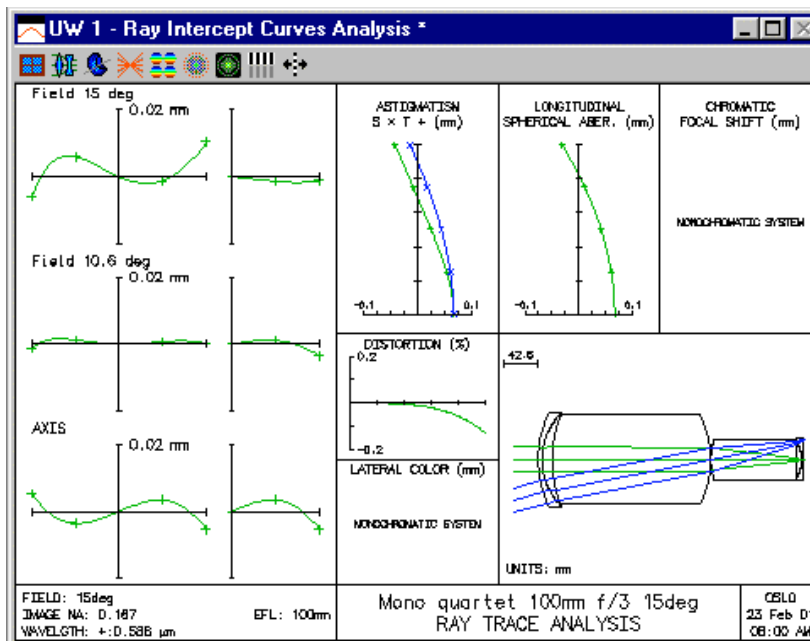 UW 1 - Ray Intercept Curves Analysis *
Field 15 deg
0.02 mm
Field 10.6 deg
0.02 mm
AXIS
0.02 mm
ASTIGMATISM
S × T + (mm)
-0.1
0.1
LONGITUDINAL
SPHERICAL ABER. (mm)
-0.1
0.1
CHROMATIC
FOCAL SHIFT (mm)
MONOCHROMATIC SYSTEM
DISTORTION (%)
0.2
-0.2
LATERAL COLOR (mm)
MONOCHROMATIC SYSTEM
42.6
UNITS: mm
FIELD: 15deg
IMAGE NA: 0.167
EFL: 100mm
WAVELGTH: +:0.586 µm
Mono quartet 100mm f/3 15deg
RAY TRACE ANALYSIS
OSLO
23 Feb
08:00 AM